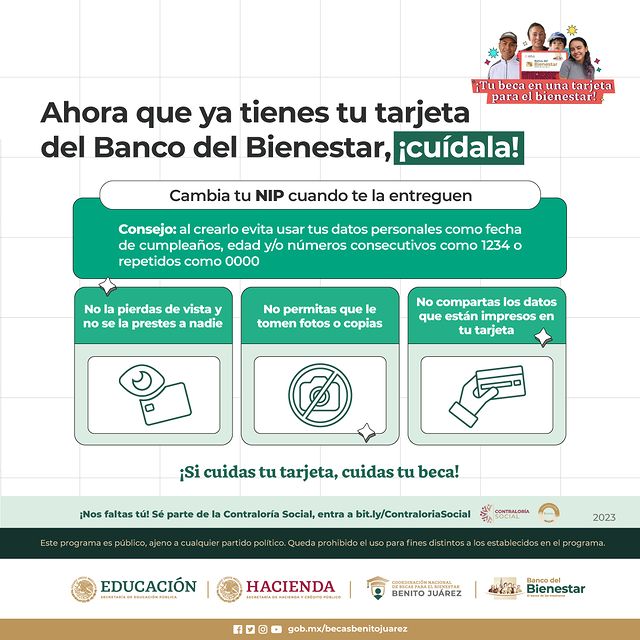 ¡Tu beca en una tarjeta
para el bienestar!
Ahora que ya tienes tu tarjeta
del Banco del Bienestar, ¡cuídala!
Cambia tu NIP cuando te la entreguen
Consejo: al crearlo evita usar tus datos personales como fecha
de cumpleaños, edad y/o números consecutivos como 1234 o
repetidos como 0000
No la pierdas de vista y
no se la prestes a nadie
No permitas que le
tomen fotos o copias
No compartas los datos
que están impresos en
tu tarjeta
¡Si cuidas tu tarjeta, cuidas tu beca!
¡Nos faltas tú! Sé parte de la Contraloría Social, entra a bit.ly/ContraloriaSocial
CONTRALORÍA
SOCIAL
2023
Este programa es público, ajeno a cualquier partido político. Queda prohibido el uso para fines distintos a los establecidos en el programa.
EDUCACIÓN
SECRETARÍA DE EDUCACIÓN PÚBLICA
HACIENDA
SECRETARÍA DE HACIENDA Y CRÉDITO PÚBLICO
COORDINACIÓN NACIONAL
DE BECAS PARA EL BIENESTAR
BENITO JUÁREZ
Banco del
Bienestar
gob.mx/becasbenitojuarez